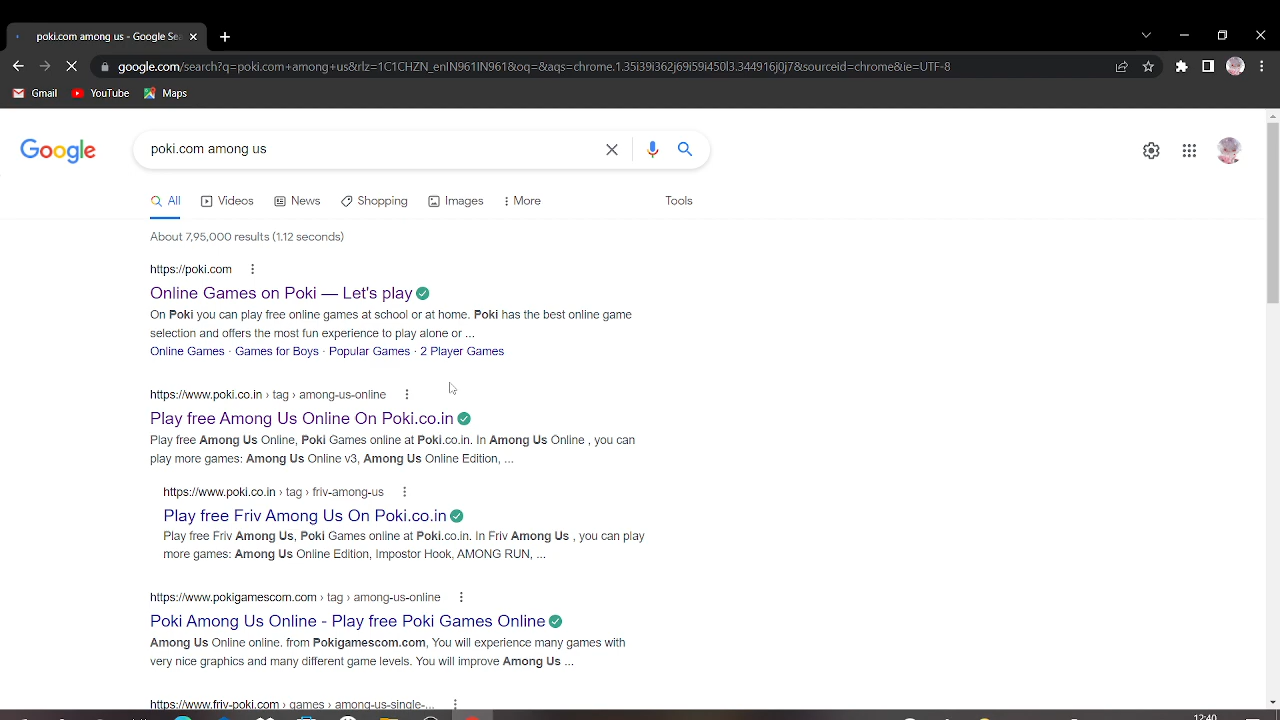 poki.com among us - Google Sea
google.com/search?q=poki.com+among+us&rlz=1C1CHZN_enIN961IN961&oq=&aqs=chrome.1.35i39i362j69i59i450l3.344916j0j7&sourceid=chrome&ie=UTF-8
Gmail YouTube Maps
Google poki.com among us
All Videos News Shopping Images More Tools
About 7,95,000 results (1.12 seconds)
https://poki.com
Online Games on Poki — Let's play
On Poki you can play free online games at school or at home. Poki has the best online game
selection and offers the most fun experience to play alone or ...
Online Games · Games for Boys · Popular Games · 2 Player Games
https://www.poki.co.in › tag › among-us-online
Play free Among Us Online On Poki.co.in
Play free Among Us Online, Poki Games online at Poki.co.in. In Among Us Online , you can
play more games: Among Us Online v3, Among Us Online Edition, ...
https://www.poki.co.in › tag › friv-among-us
Play free Friv Among Us On Poki.co.in
Play free Friv Among Us, Poki Games online at Poki.co.in. In Friv Among Us , you can play
more games: Among Us Online Edition, Impostor Hook, AMONG RUN, ...
https://www.pokigamescom.com › tag › among-us-online
Poki Among Us Online - Play free Poki Games Online
Among Us Online online. from Pokigamescom.com, You will experience many games with
very nice graphics and many different game levels. You will improve Among Us ...
https://www.friv-poki.com › games › among-us-single-...
12:40